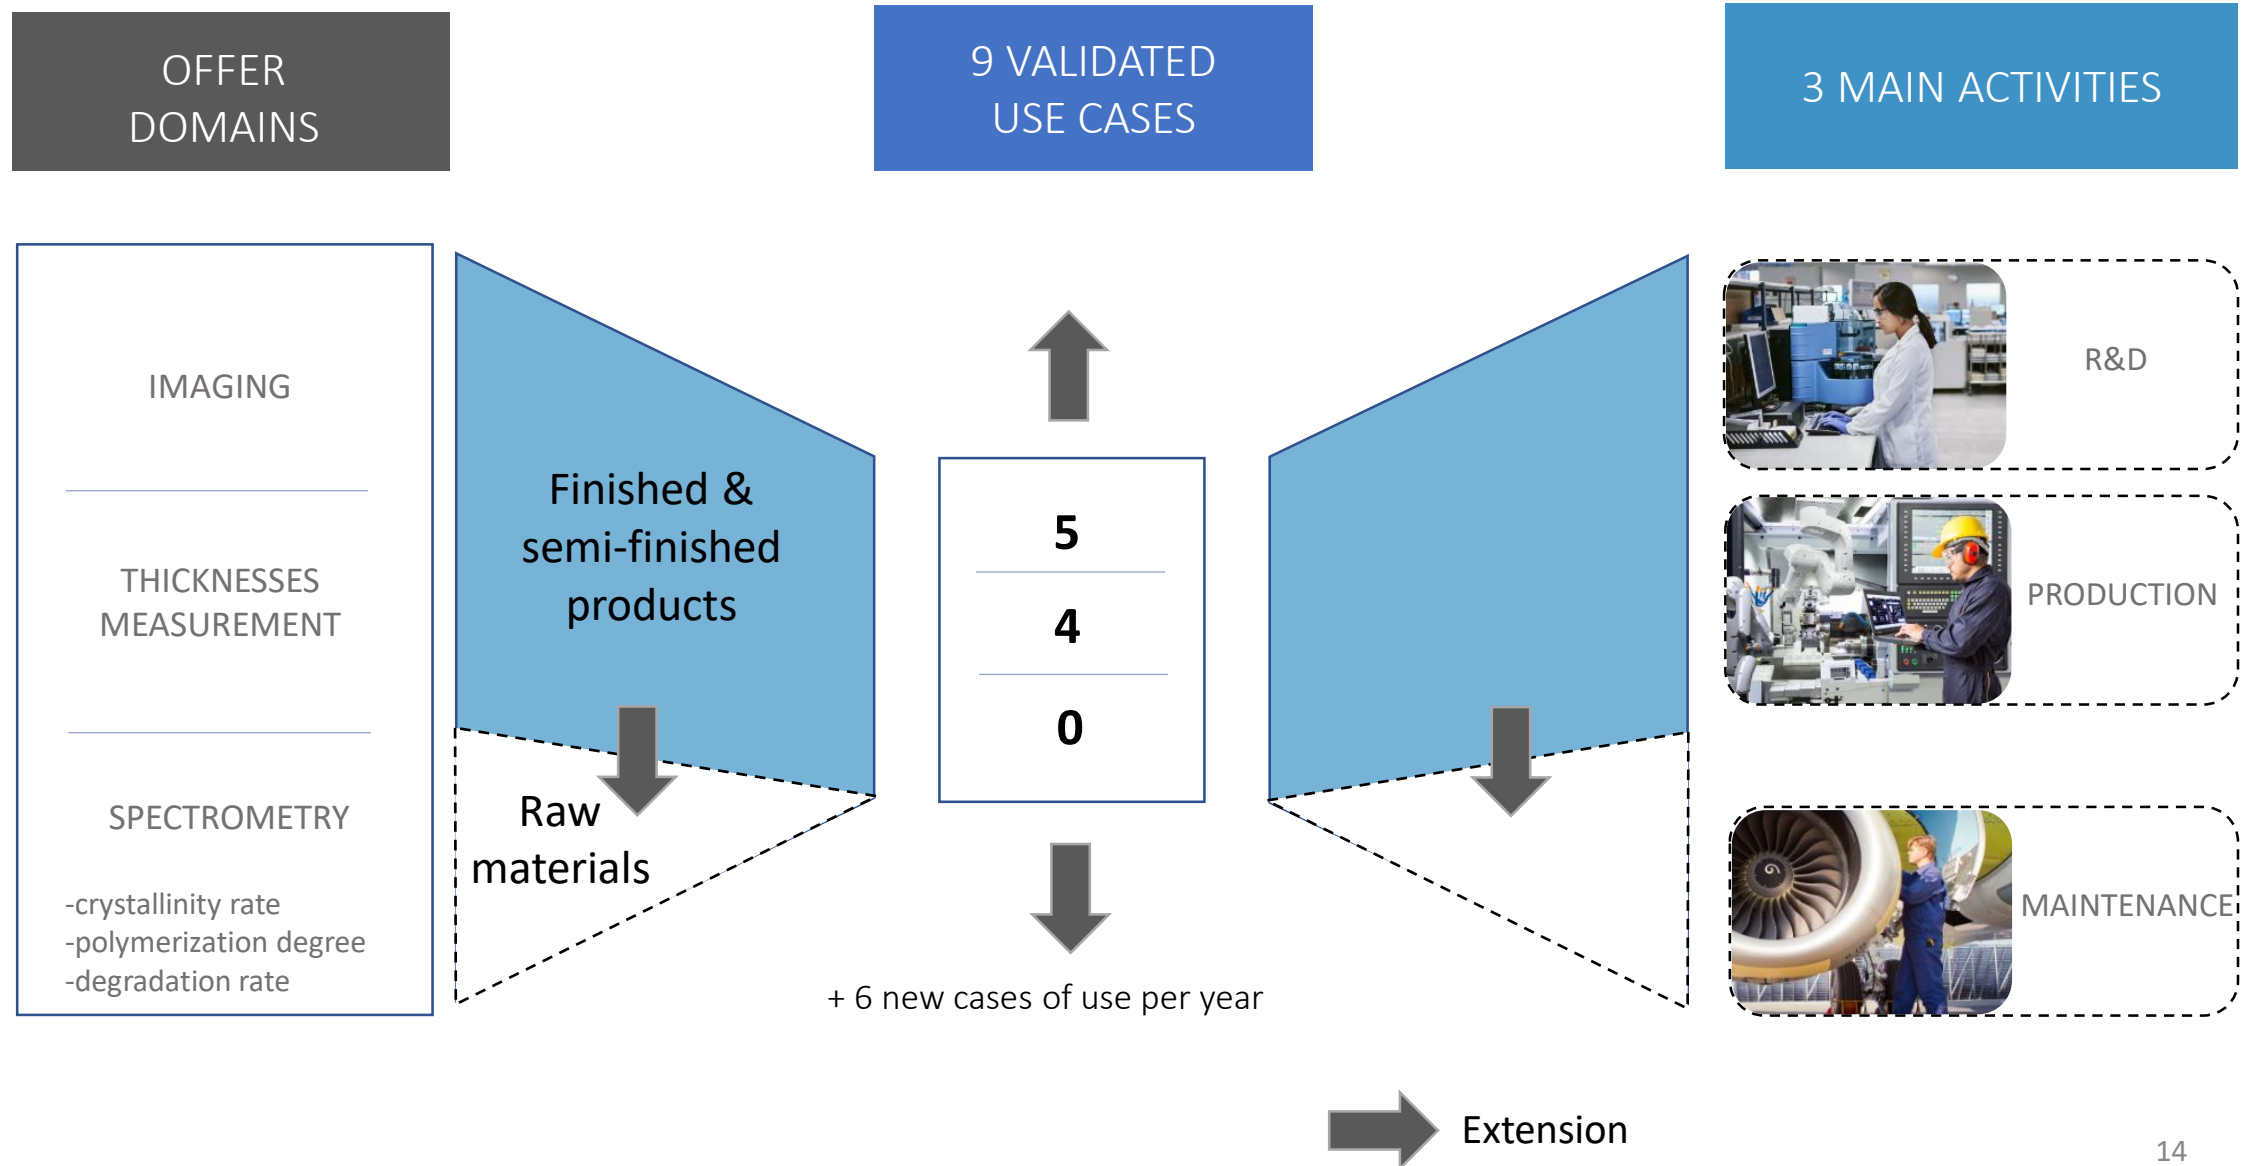 OFFER
DOMAINS
9 VALIDATED
USE CASES
3 MAIN ACTIVITIES
IMAGING
THICKNESSES
MEASUREMENT
SPECTROMETRY
-crystallinity rate
-polymerization degree
-degradation rate
Finished &
semi-finished
products
Raw
materials
5
4
0
+ 6 new cases of use per year
R&D
PRODUCTION
MAINTENANCE
Extension
14